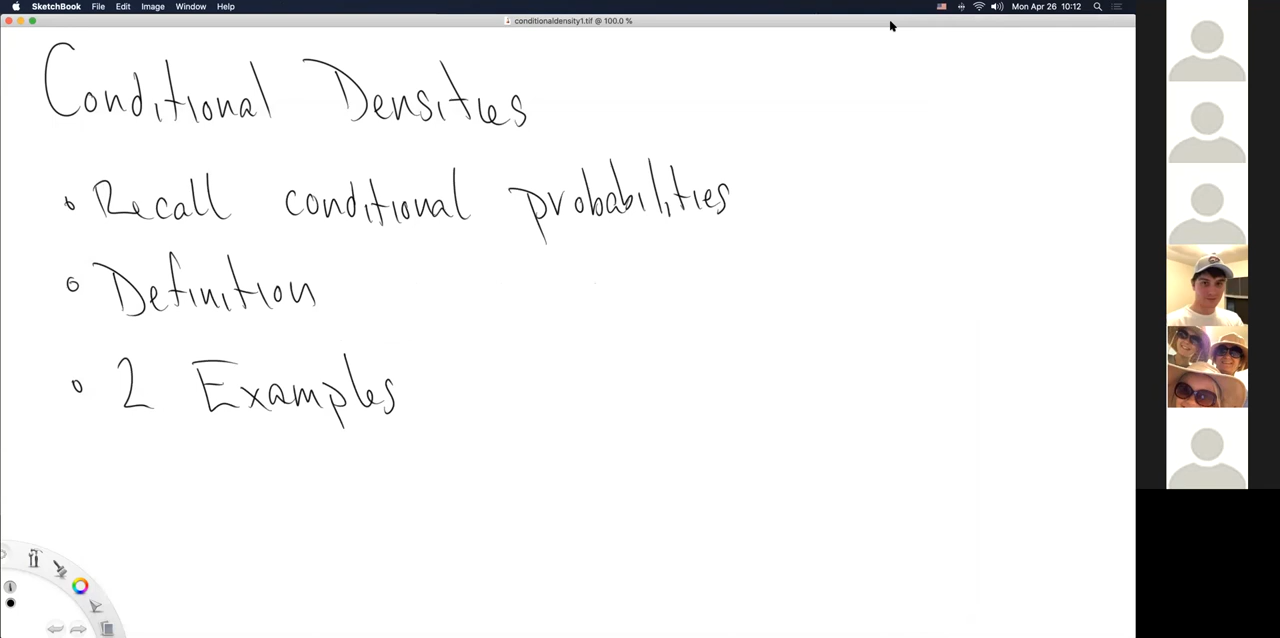 SketchBook File Edit Image Window Help
Mon Apr 26 10:12
conditionaldensity1.tif @ 100.0 %
Conditional Densities
Recall conditional probabilities
Definition
2 Examples